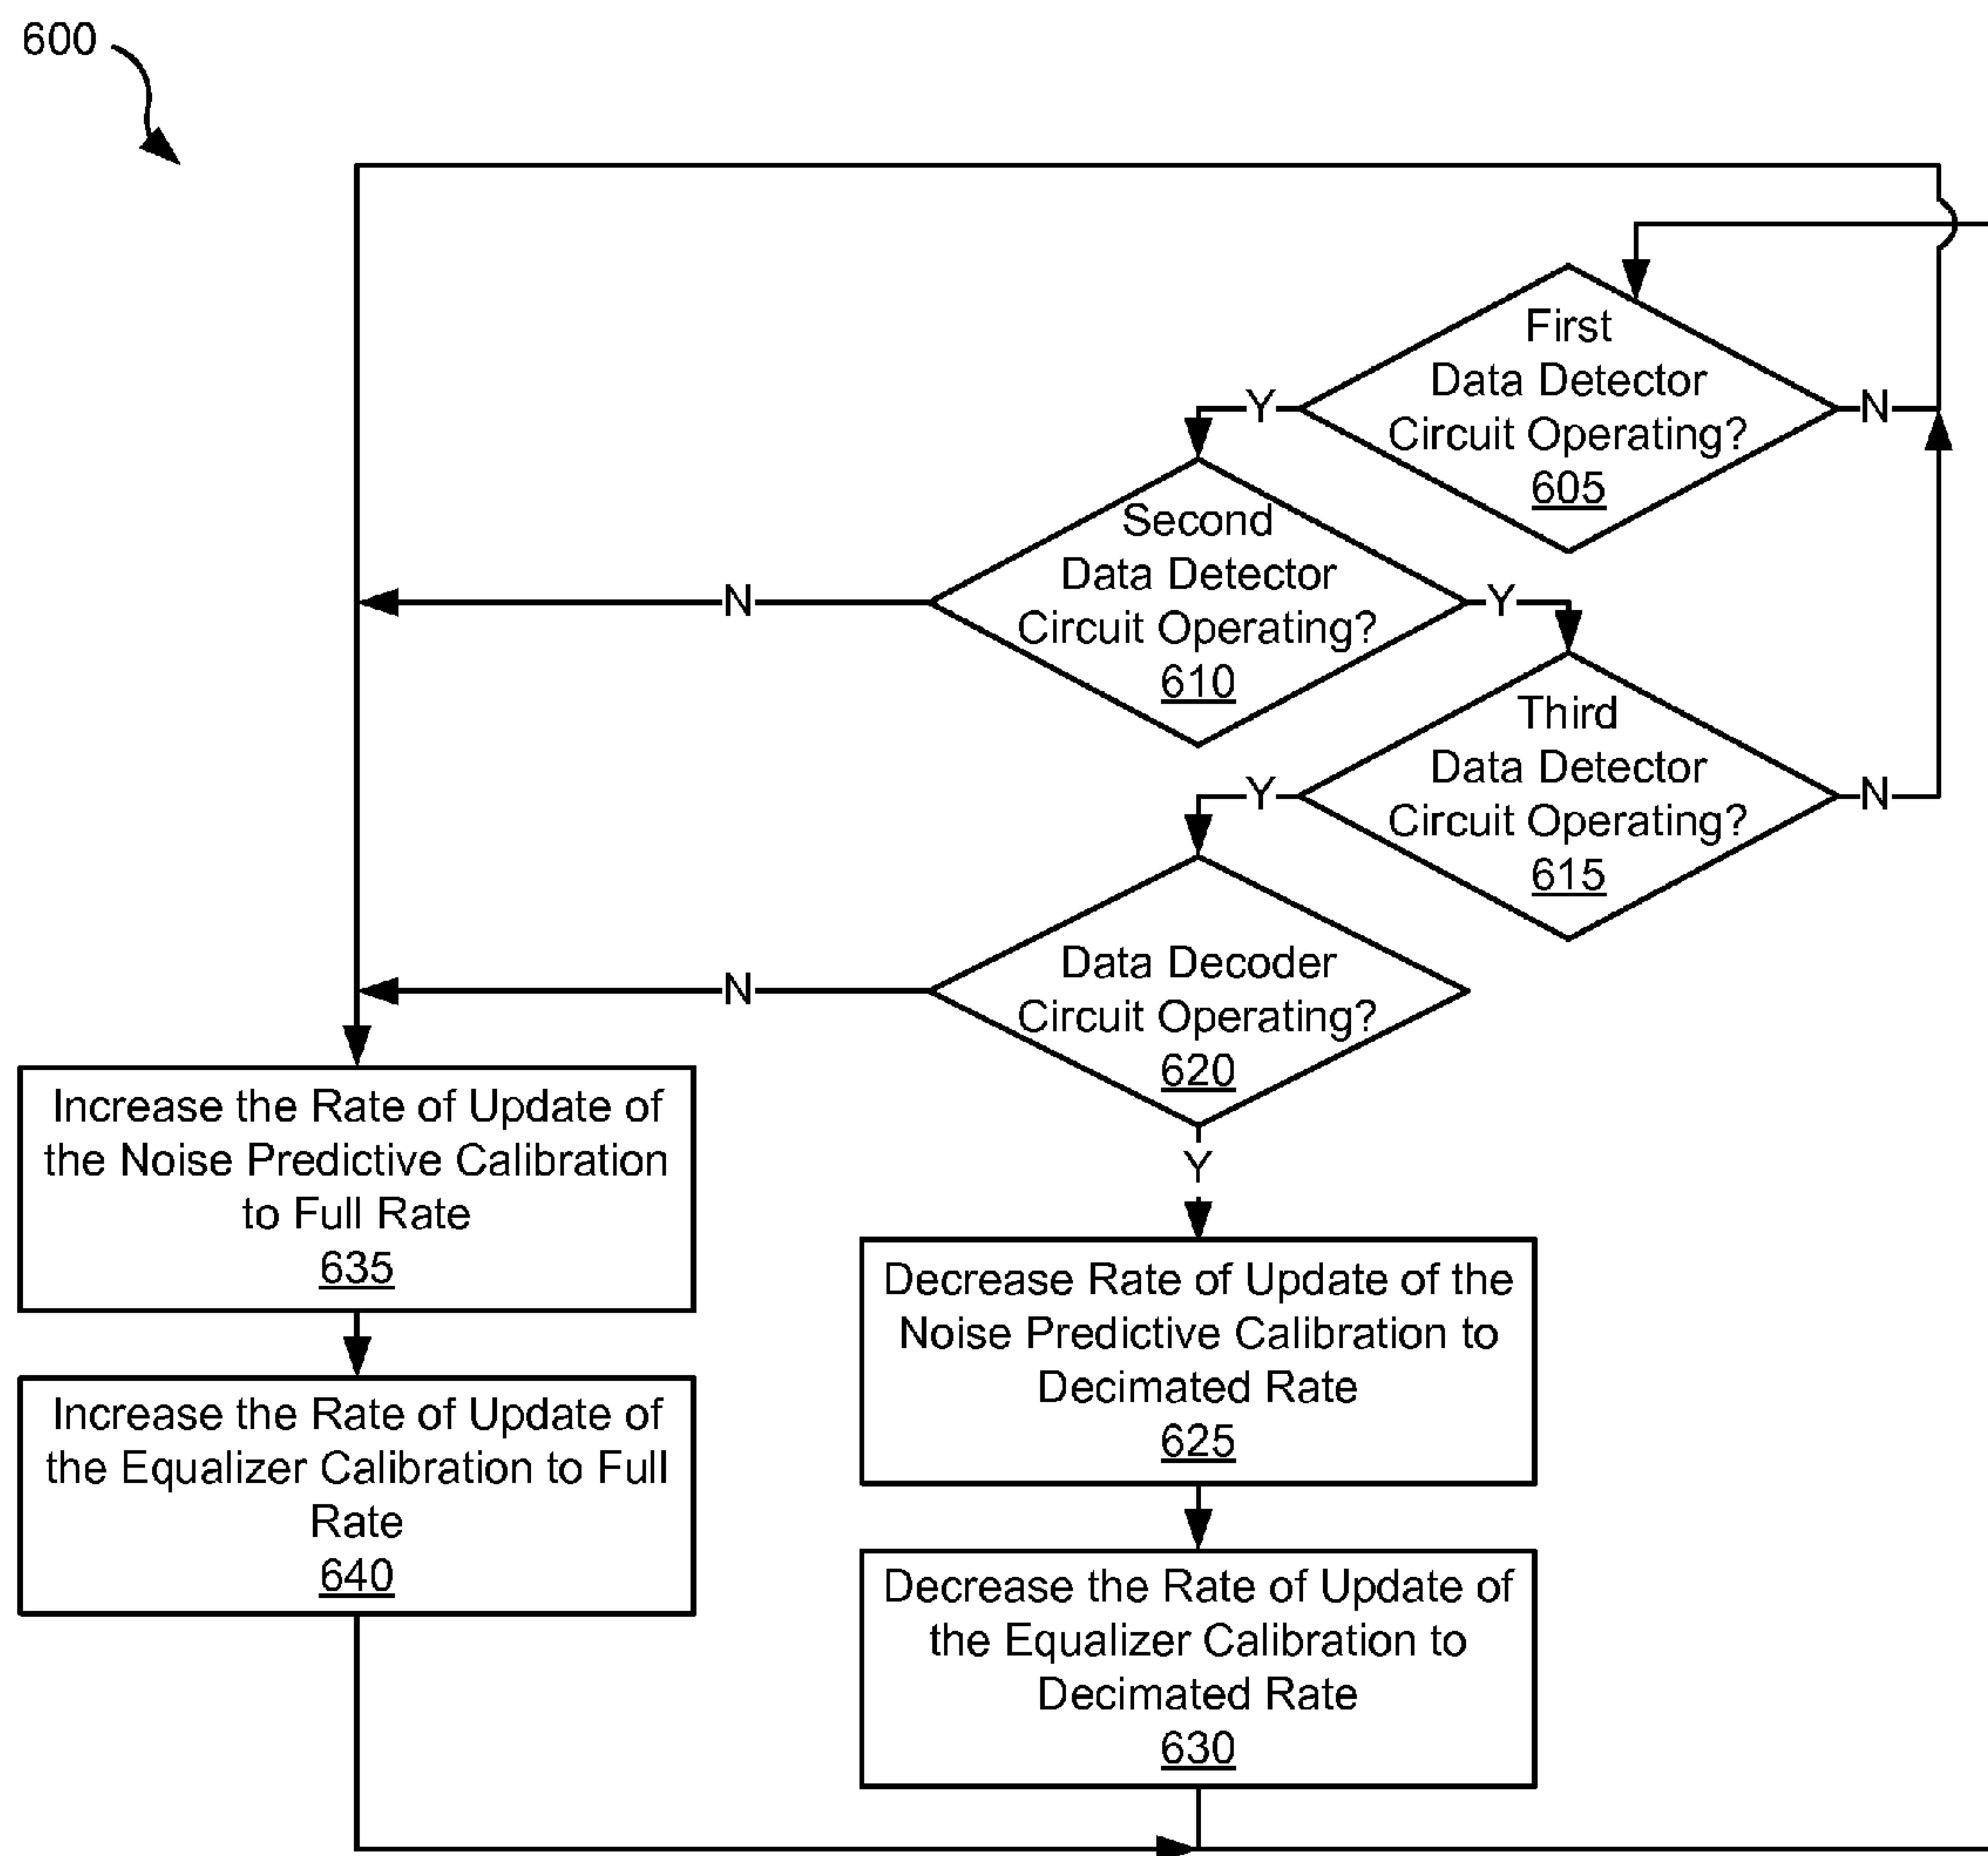 600
First
Data Detector
Circuit Operating?
605
Y
N
Second
Data Detector
Circuit Operating?
610
N
Y
Third
Data Detector
Circuit Operating?
615
Y
N
Data Decoder
Circuit Operating?
620
N
Y
Increase the Rate of Update of
the Noise Predictive Calibration
to Full Rate
635
Decrease Rate of Update of the
Noise Predictive Calibration to
Decimated Rate
625
Increase the Rate of Update of
the Equalizer Calibration to Full
Rate
640
Decrease the Rate of Update of
the Equalizer Calibration to
Decimated Rate
630